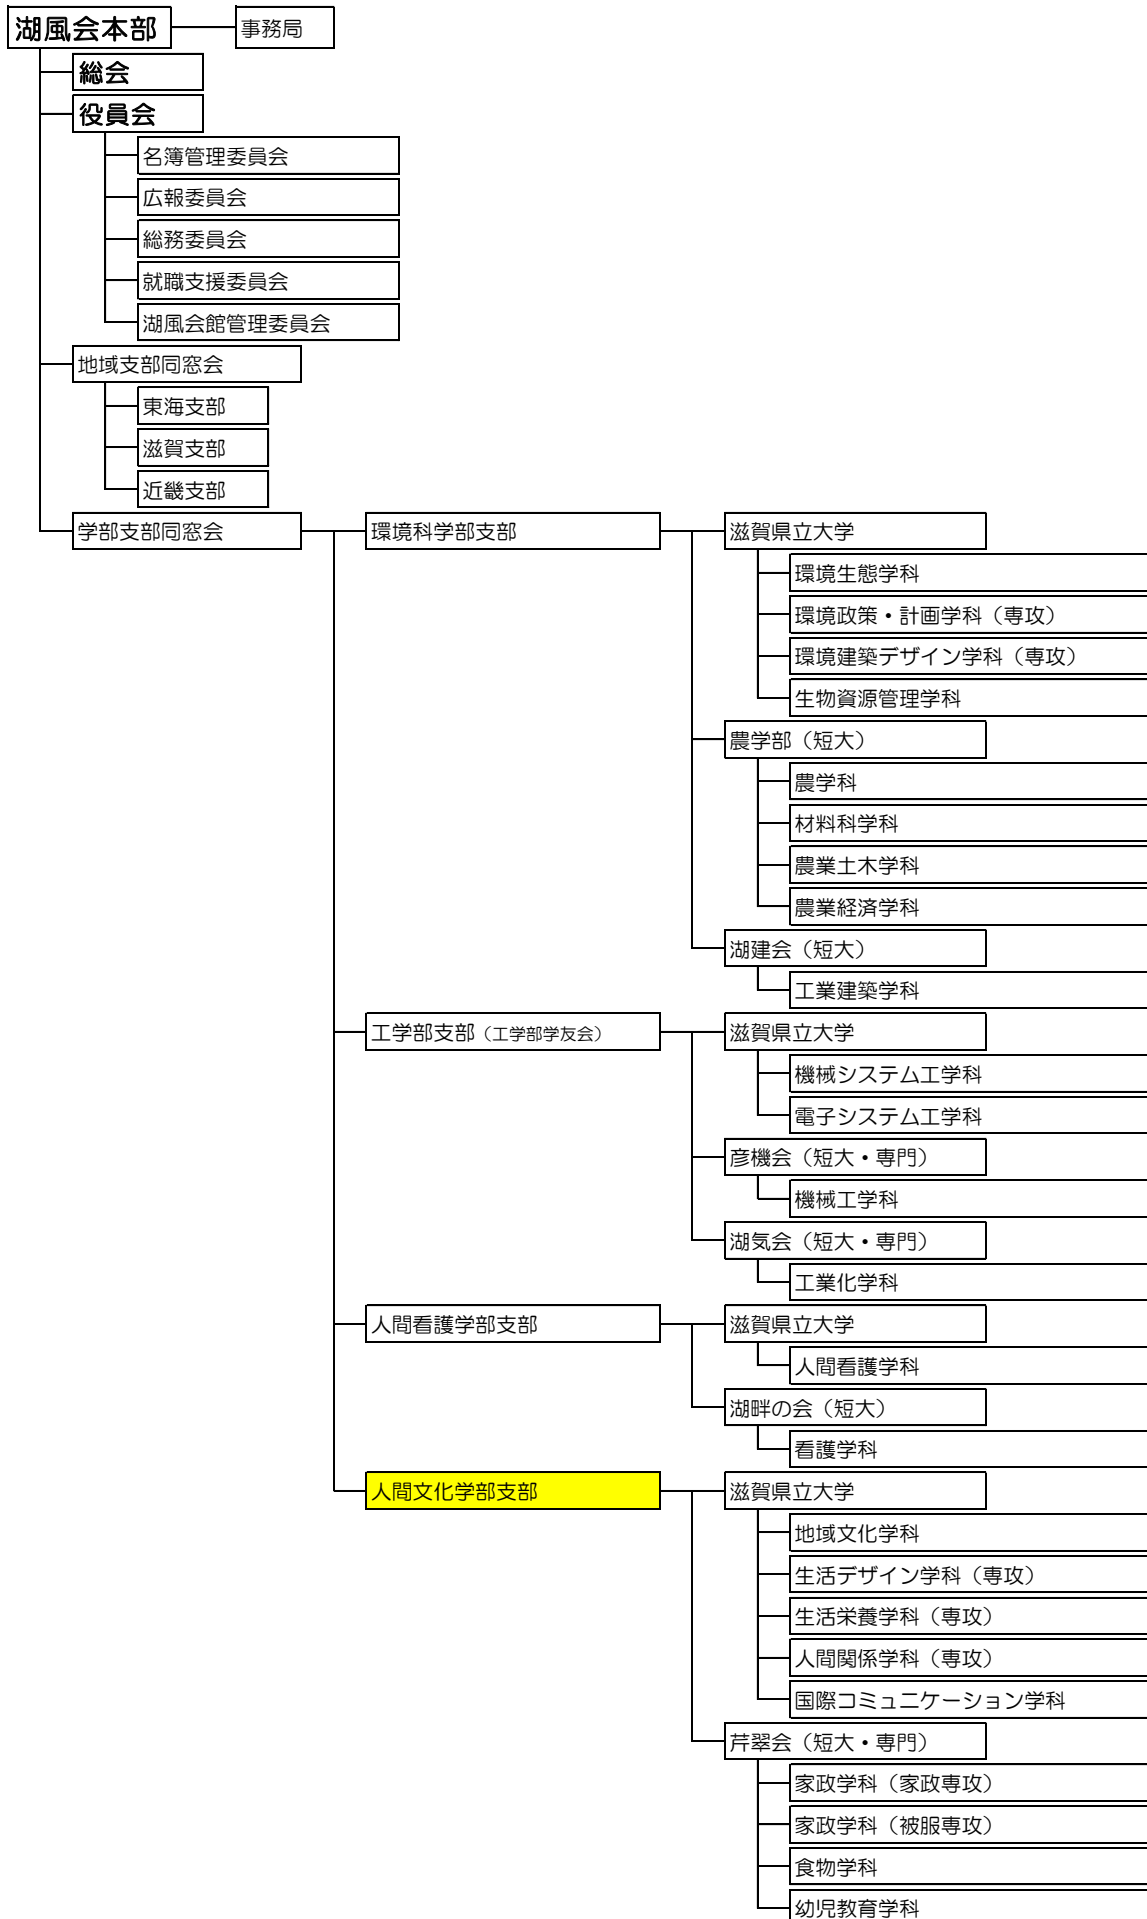 湖風会本部
事務局
総会
役員会
名簿管理委員会
広報委員会
総務委員会
就職支援委員会
湖風会館管理委員会
地域支部同窓会
東海支部
滋賀支部
近畿支部
学部支部同窓会
環境科学部支部
滋賀県立大学
環境生態学科
環境政策・計画学科（専攻）
環境建築デザイン学科（専攻）
生物資源管理学科
農学部（短大）
農学科
材料科学科
農業土木学科
農業経済学科
湖建会（短大）
工業建築学科
工学部支部（工学部学友会）
滋賀県立大学
機械システム工学科
電子システム工学科
彦機会（短大・専門）
機械工学科
湖気会（短大・専門）
工業化学科
人間看護学部支部
滋賀県立大学
人間看護学科
湖畔の会（短大）
看護学科
人間文化学部支部
滋賀県立大学
地域文化学科
生活デザイン学科（専攻）
生活栄養学科（専攻）
人間関係学科（専攻）
国際コミュニケーション学科
芹翠会（短大・専門）
家政学科（家政専攻）
家政学科（被服専攻）
食物学科
幼児教育学科